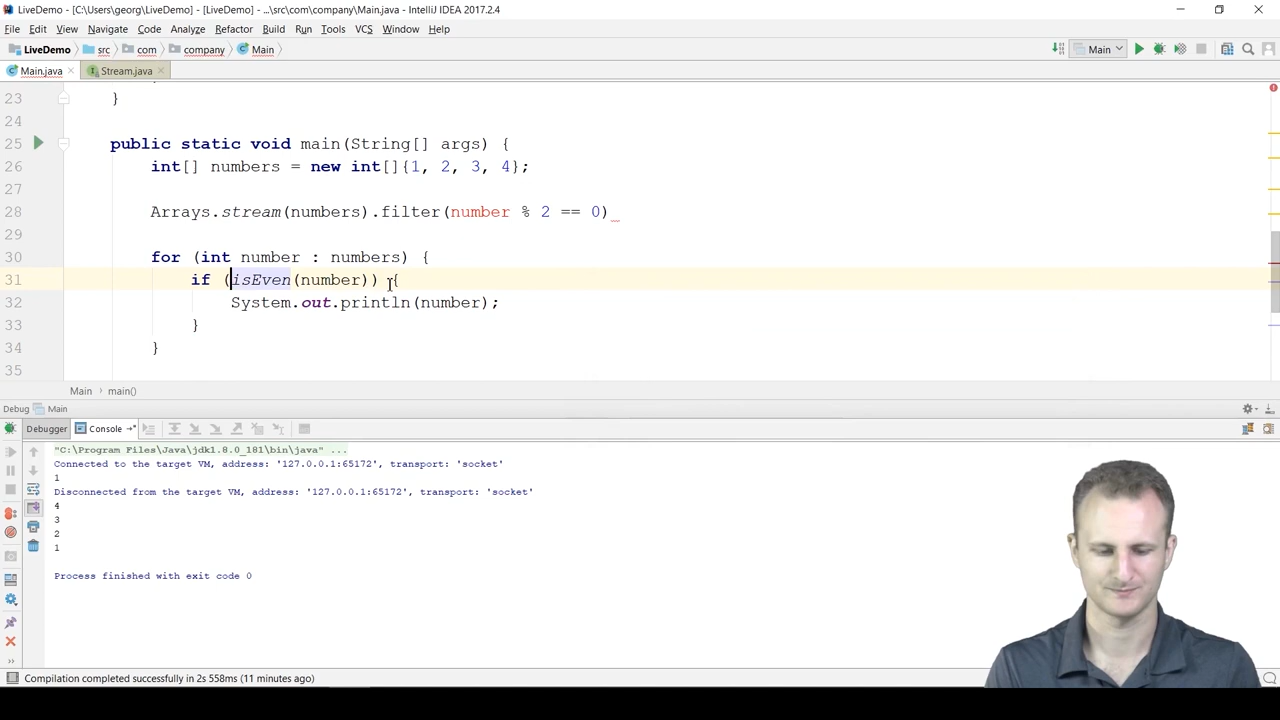 LiveDemo - [C:\Users\georg\LiveDemo] - [LiveDemo] - ...\src\com\company\Main.java - IntelliJ IDEA 2017.2.4
File Edit View Navigate Code Analyze Refactor Build Run Tools VCS Window Help
LiveDemo src com company Main Main
Main.java Stream.java
23 }
24
25 public static void main(String[] args) {
26 int[] numbers = new int[]{1, 2, 3, 4};
27
28 Arrays.stream(numbers).filter(number % 2 == 0)
29
30 for (int number : numbers) {
31 if (isEven(number)) {
32 System.out.println(number);
33 }
34 }
35
Main main()
Debug Main
Debugger Console
"C:\Program Files\Java\jdk1.8.0_181\bin\java" ...
Connected to the target VM, address: '127.0.0.1:65172', transport: 'socket'
1
Disconnected from the target VM, address: '127.0.0.1:65172', transport: 'socket'
4
3
2
1
Process finished with exit code 0
Compilation completed successfully in 2s 558ms (11 minutes ago)